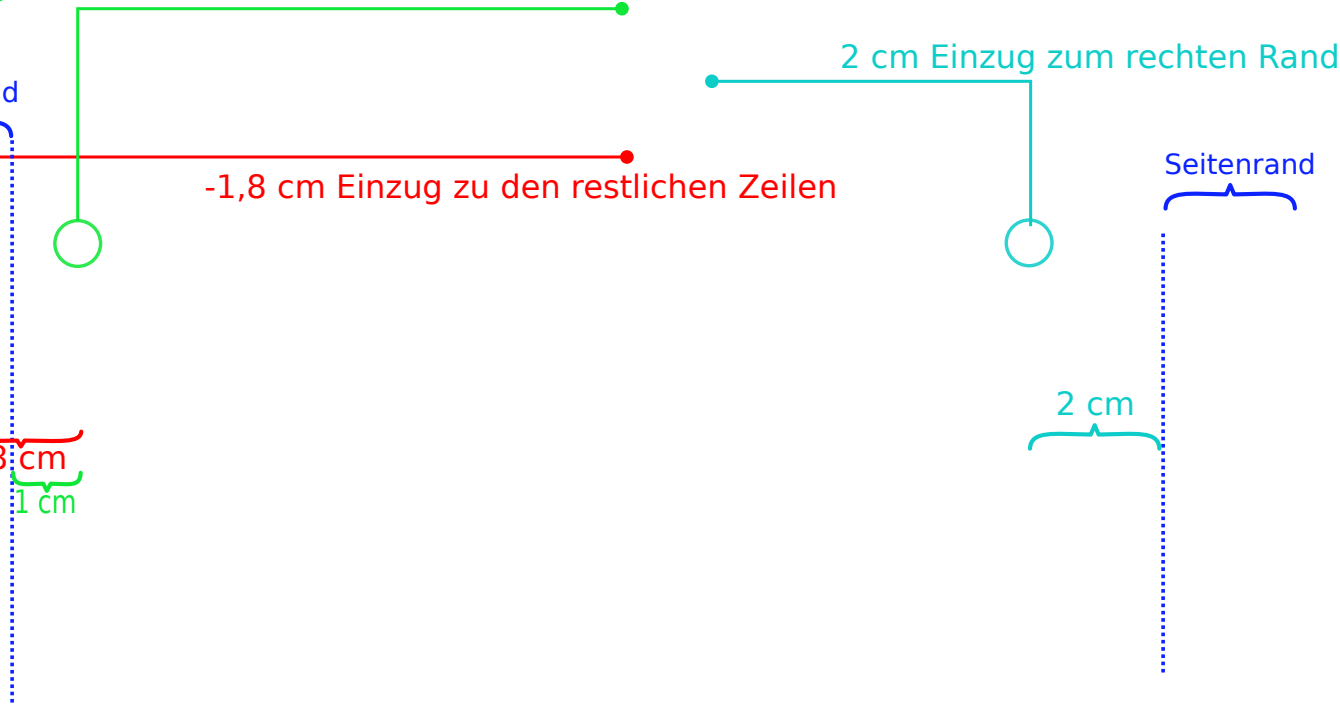 2 cm Einzug zum rechten Rand
d
Seitenrand
-1,8 cm Einzug zu den restlichen Zeilen
2 cm
8 cm
1 cm